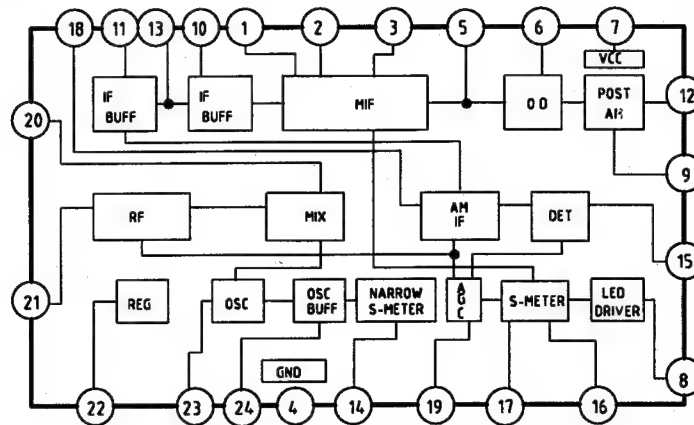 18 11 13 10 1 2 3 5 6 7
VCC
IF
BUFF
IF
BUFF
MIF
QD
POST
AR
12
20
9
RF
MIX
AM
IF
DET
15
21
REG
OSC
OSC
BUFF
NARROW
S-METER
AGC
S-METER
LED
DRIVER
GND
8
22 23 24 4 14 19 17 16